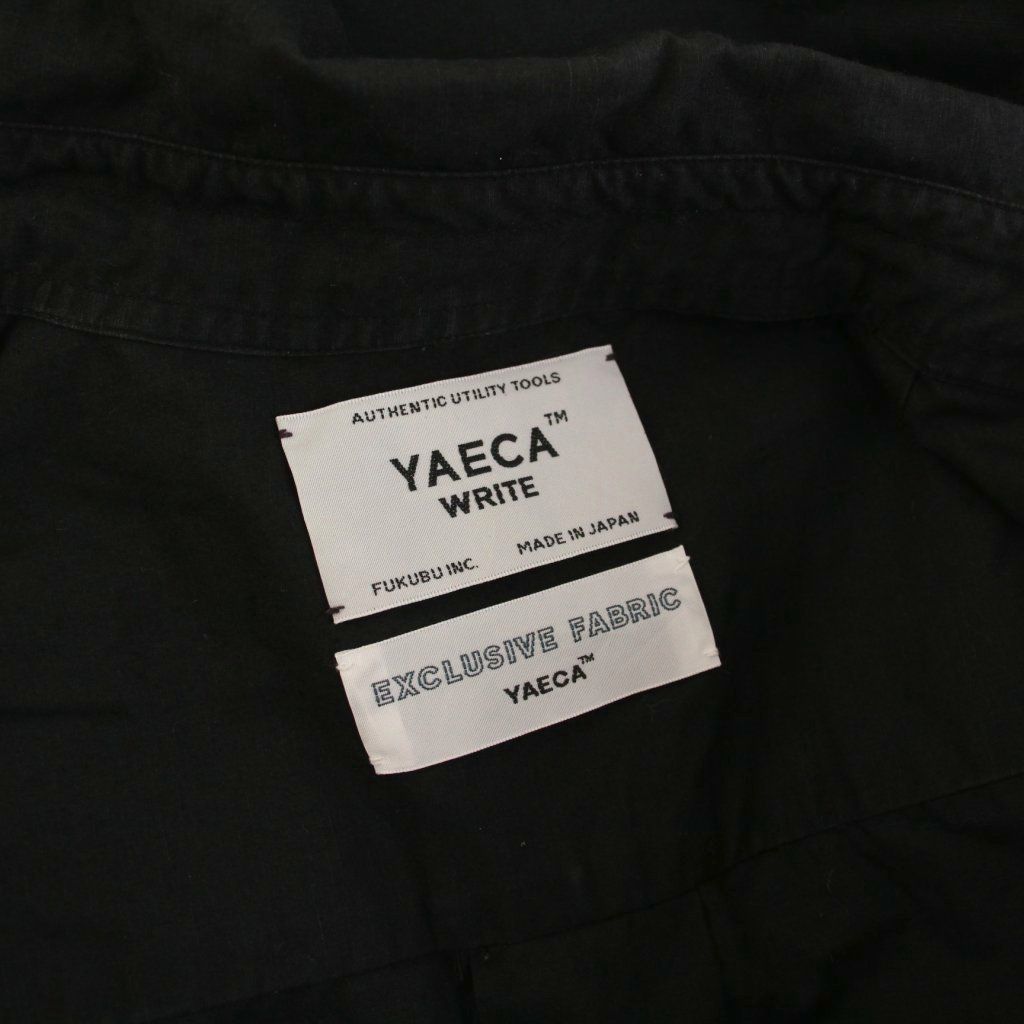 AUTHENTIC UTILITY TOOLS
YAECA™
WRITE
FUKUBU INC. MADE IN JAPAN
EXCLUSIVE FABRIC
YAECA™